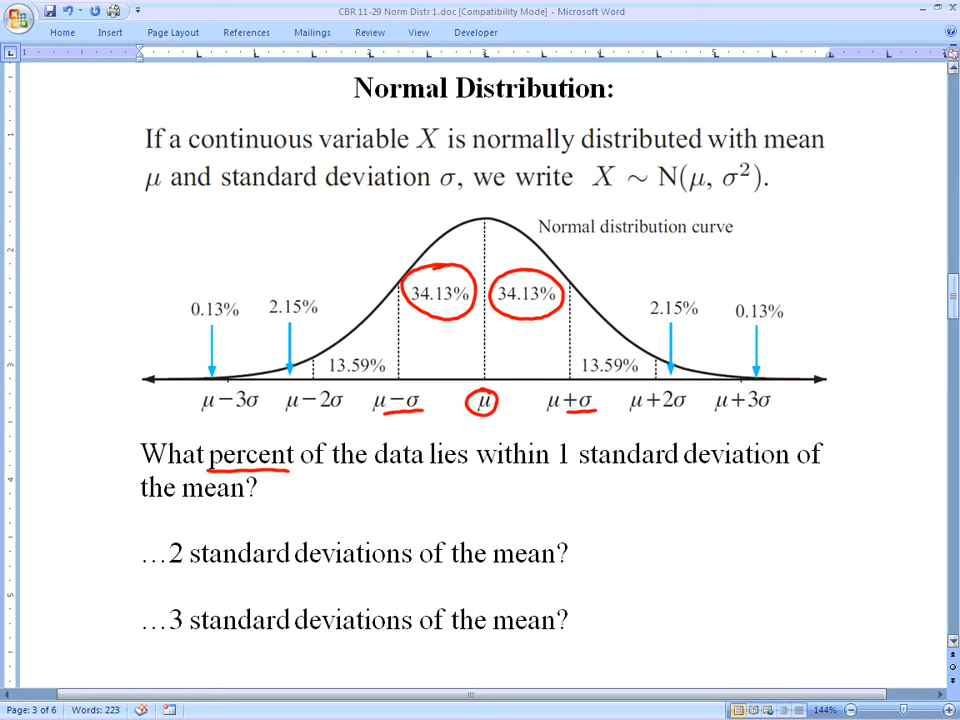 CBR 11-29 Norm Distr 1.doc [Compatibility Mode] - Microsoft Word
Home Insert Page Layout References Mailings Review View Developer
Normal Distribution:
If a continuous variable X is normally distributed with mean
μ and standard deviation σ, we write X ~ N(μ, σ²).
Normal distribution curve
34.13% 34.13%
0.13% 2.15% 2.15% 0.13%
13.59% 13.59%
μ−3σ μ−2σ μ−σ μ μ+σ μ+2σ μ+3σ
What percent of the data lies within 1 standard deviation of
the mean?
…2 standard deviations of the mean?
…3 standard deviations of the mean?
Page: 3 of 6 Words: 223 144%